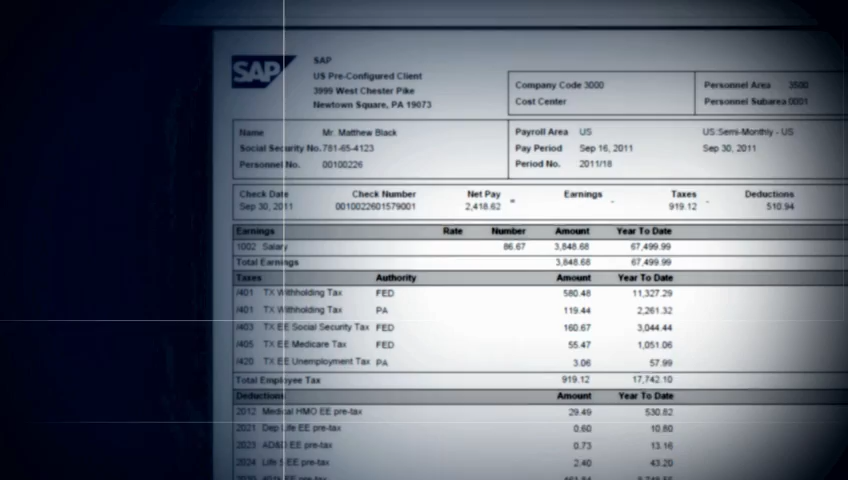 SAP
SAP
US Pre-Configured Client
3999 West Chester Pike
Newtown Square, PA 19073
Company Code 3000
Cost Center
Personnel Area 3500
Personnel Subarea 0001
Name Mr. Matthew Black
Social Security No. 781-65-4123
Personnel No. 00100226
Payroll Area US US:Semi-Monthly - US
Pay Period Sep 16, 2011 Sep 30, 2011
Period No. 2011/18
Check Date Check Number Net Pay = Earnings - Taxes - Deductions
Sep 30, 2011 0010022601579001 2,418.62 919.12 510.94
Earnings Rate Number Amount Year To Date
1002 Salary 86.67 3,848.68 67,499.99
Total Earnings 3,848.68 67,499.99
Taxes Authority Amount Year To Date
/401 TX Withholding Tax FED 580.48 11,327.29
/401 TX Withholding Tax PA 119.44 2,261.32
/403 TX EE Social Security Tax FED 160.67 3,044.44
/405 TX EE Medicare Tax FED 55.47 1,051.06
/420 TX EE Unemployment Tax PA 3.06 57.99
Total Employee Tax 919.12 17,742.10
Deductions Amount Year To Date
2012 Medical HMO EE pre-tax 29.49 530.82
2021 Dep Life EE pre-tax 0.60 10.80
2023 AD&D EE pre-tax 0.73 13.16
2024 Life S EE pre-tax 2.40 43.20
EE pre-tax